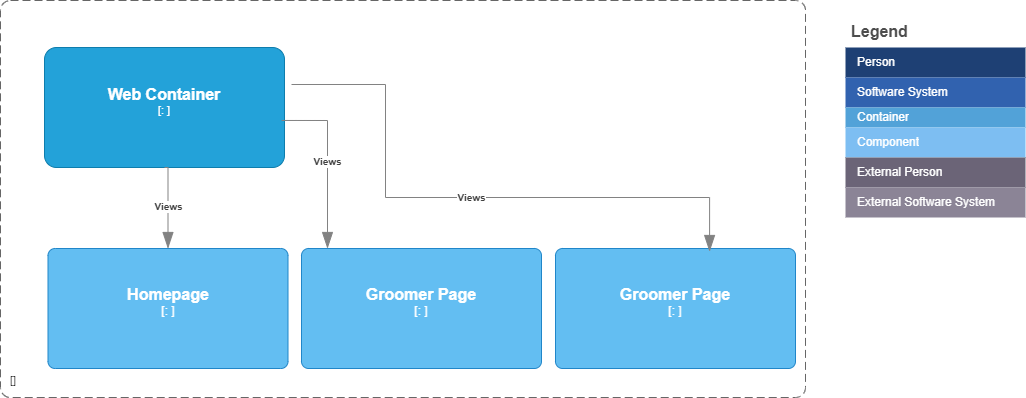 Legend
Person
Software System
Container
Component
External Person
External Software System
Web Container
[: ]
Views
Views
Views
Homepage
[: ]
Groomer Page
[: ]
Groomer Page
[: ]
[]